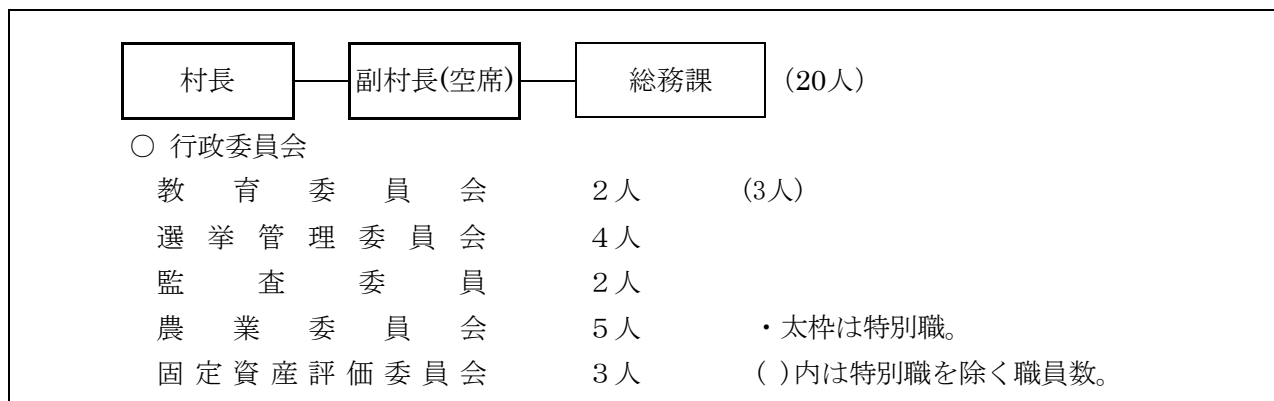 村長 副村長(空席) 総務課 (20人)
○ 行政委員会
教育委員会 2人 (3人)
選挙管理委員会 4人
監査委員 2人
農業委員会 5人 ・太枠は特別職。
固定資産評価委員会 3人 ( )内は特別職を除く職員数。